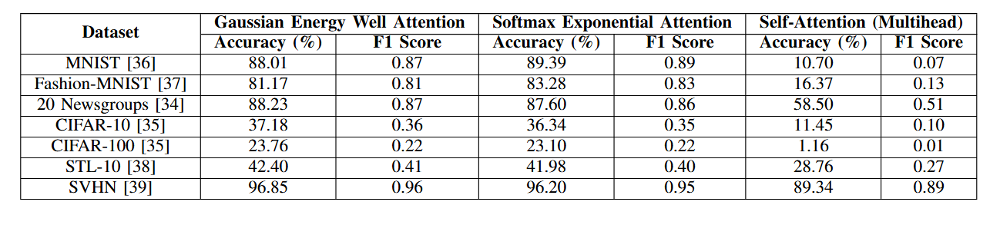 Dataset Gaussian Energy Well Attention Softmax Exponential Attention Self-Attention (Multihead)
Accuracy (%) F1 Score Accuracy (%) F1 Score Accuracy (%) F1 Score
MNIST [36] 88.01 0.87 89.39 0.89 10.70 0.07
Fashion-MNIST [37] 81.17 0.81 83.28 0.83 16.37 0.13
20 Newsgroups [34] 88.23 0.87 87.60 0.86 58.50 0.51
CIFAR-10 [35] 37.18 0.36 36.34 0.35 11.45 0.10
CIFAR-100 [35] 23.76 0.22 23.10 0.22 1.16 0.01
STL-10 [38] 42.40 0.41 41.98 0.40 28.76 0.27
SVHN [39] 96.85 0.96 96.20 0.95 89.34 0.89